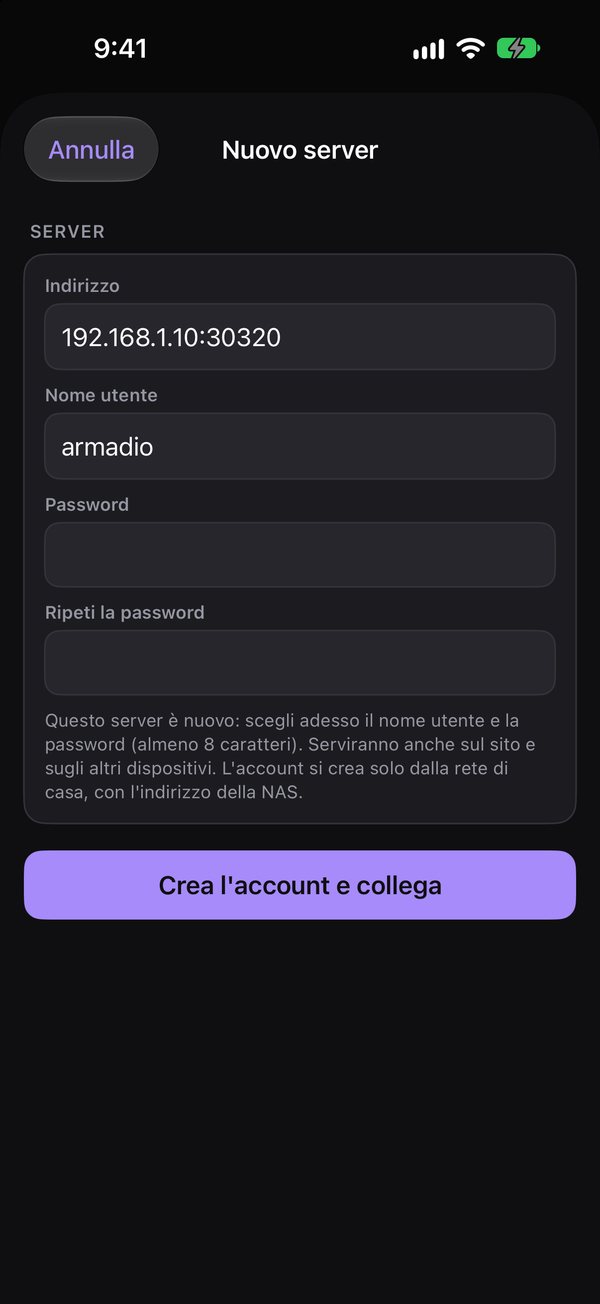 9:41
Annulla
Nuovo server
SERVER
Indirizzo
192.168.1.10:30320
Nome utente
armadio
Password
Ripeti la password
Questo server è nuovo: scegli adesso il nome utente e la
password (almeno 8 caratteri). Serviranno anche sul sito e
sugli altri dispositivi. L'account si crea solo dalla rete di
casa, con l'indirizzo della NAS.
Crea l'account e collega